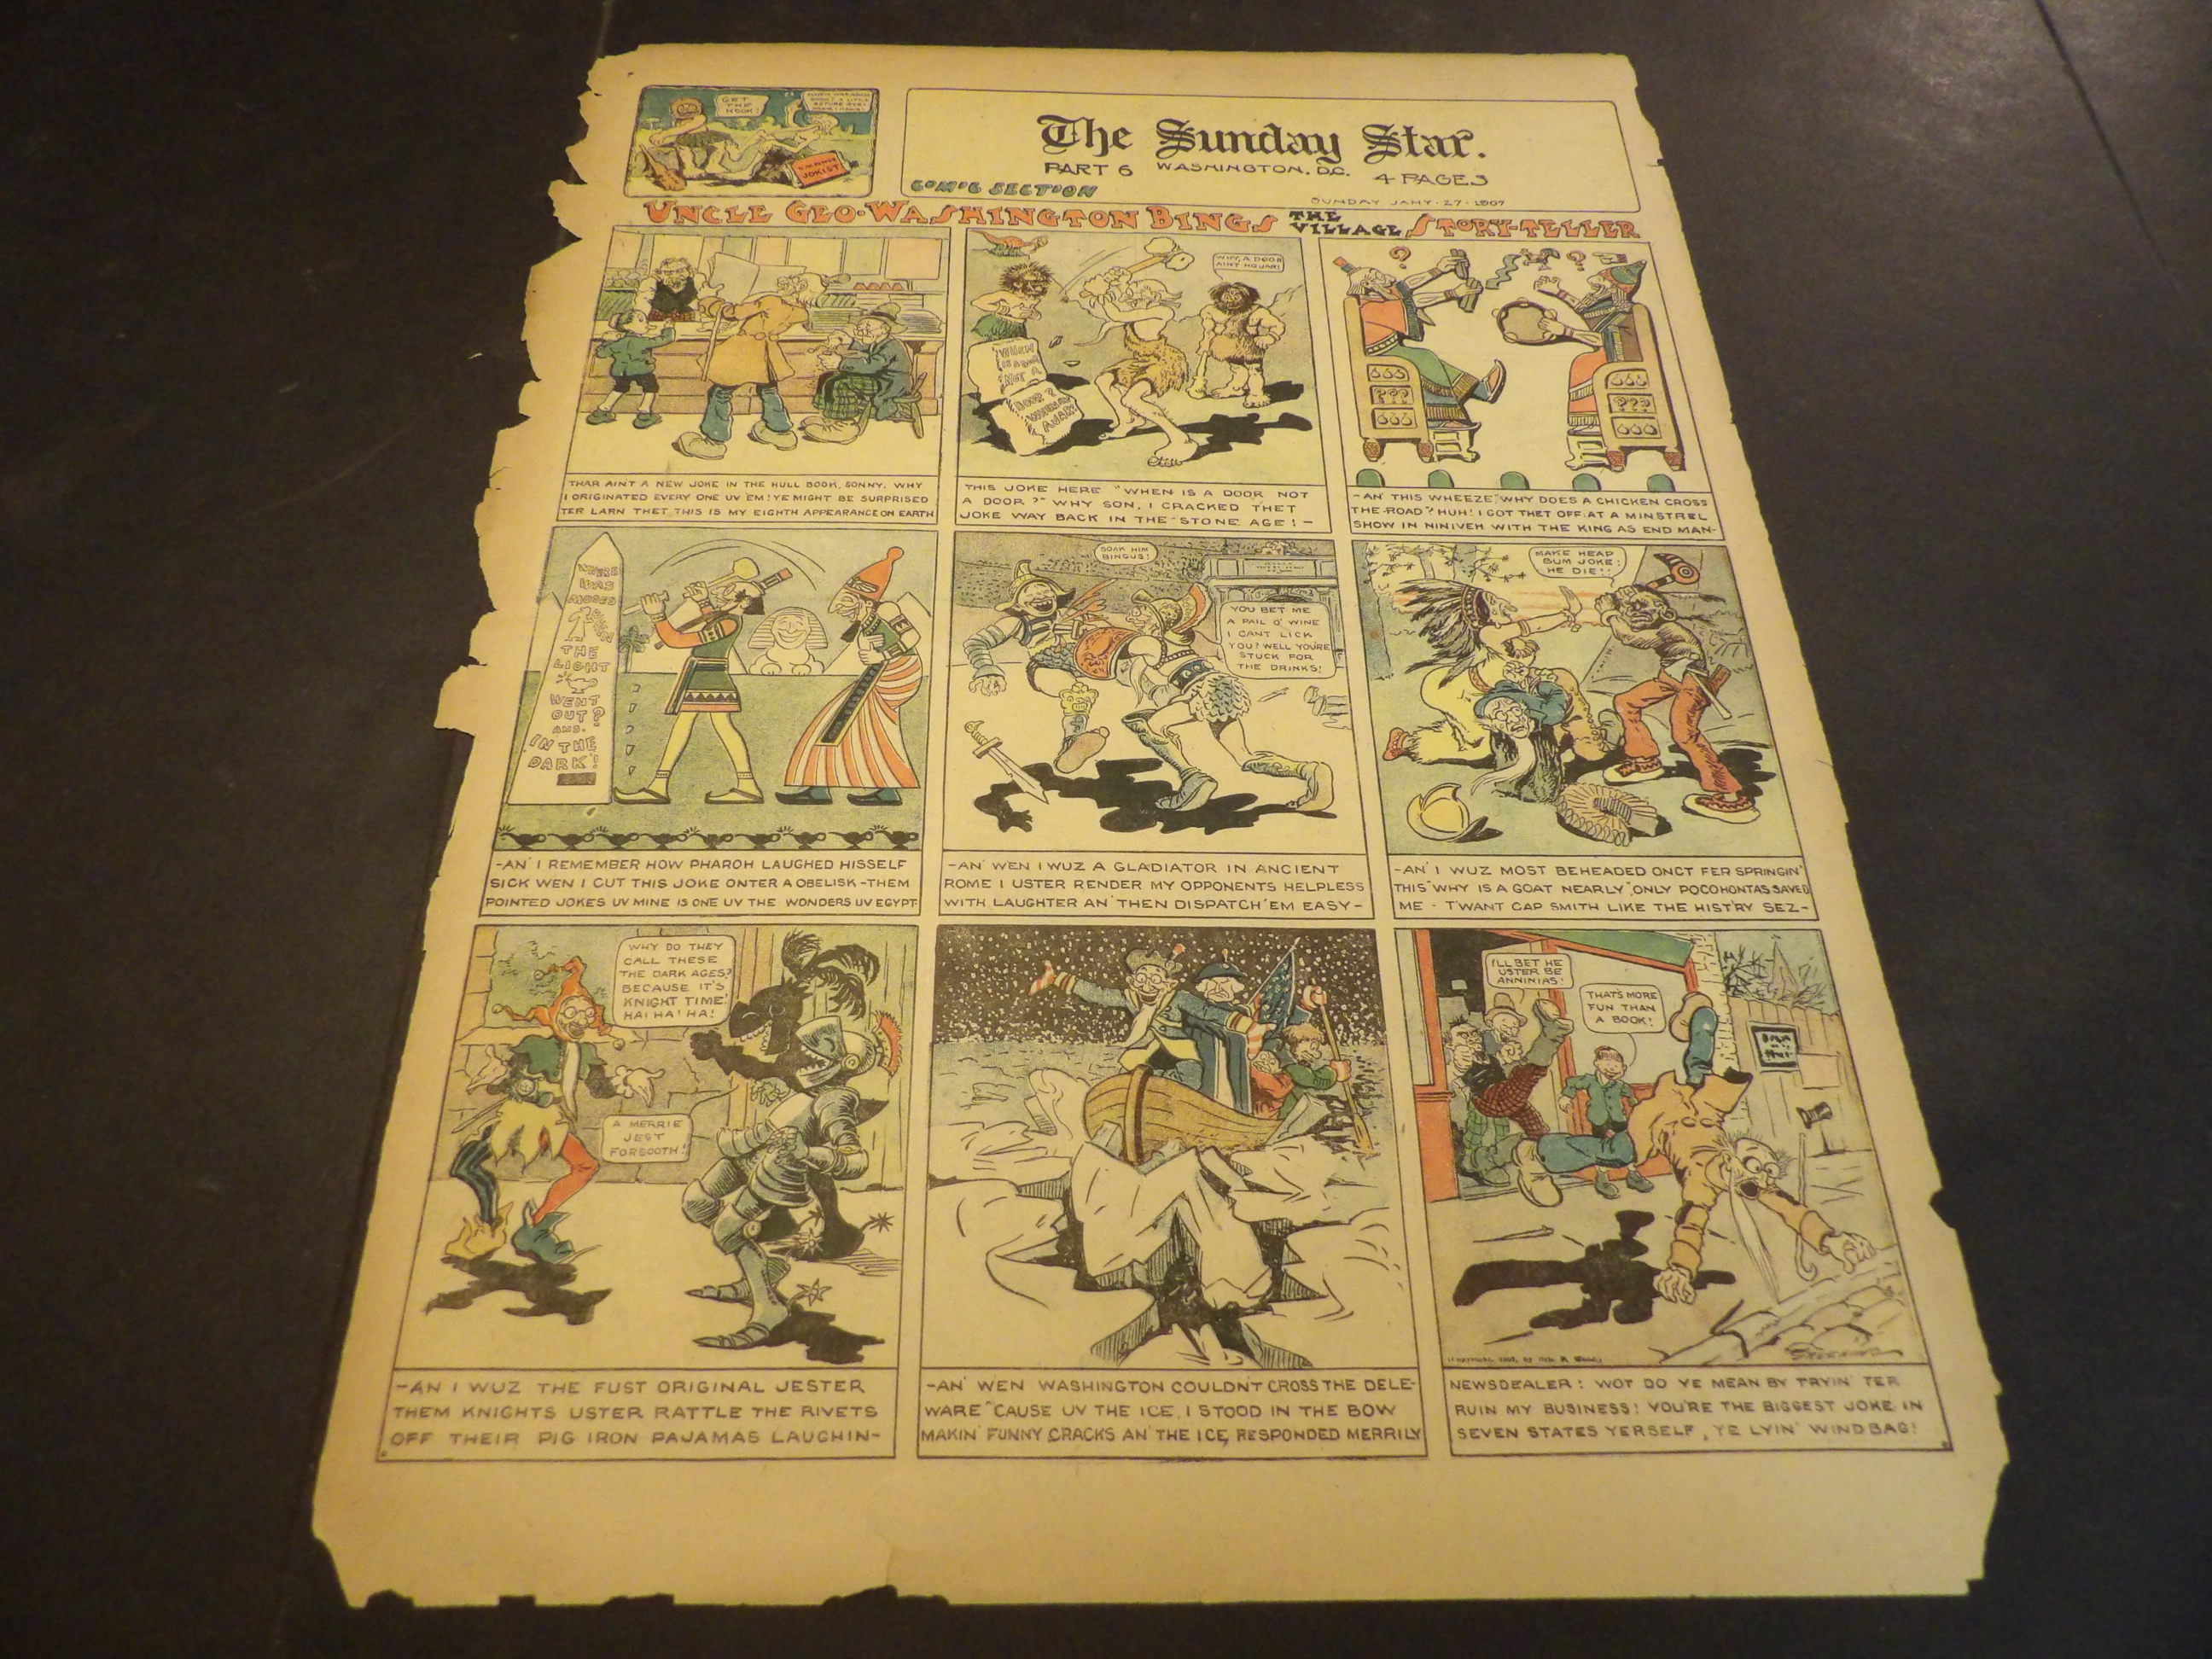 GET
THE
HOOK!
JOKIST
The Sunday Star.
PART 6 WASHINGTON, D.C. 4 PAGES
COMIC SECTION
SUNDAY JANY. 27. 1907
UNCLE GEO. WASHINGTON BINGS THE VILLAGE STORY-TELLER
THAR AINT A NEW JOKE IN THE HULL BOOK, SONNY. WHY
I ORIGINATED EVERY ONE UV 'EM! YE MIGHT BE SURPRISED
TER LARN THET THIS IS MY EIGHTH APPEARANCE ON EARTH
WHY, A DOOR
AINT NO JAR!
WHEN
IS A DOOR
NOT A
DOOR?
WHEN
AJAR!
THIS JOKE HERE "WHEN IS A DOOR NOT
A DOOR?" WHY SON, I CRACKED THET
JOKE WAY BACK IN THE STONE AGE! -
? ?
???
???
-AN' THIS WHEEZE, "WHY DOES A CHICKEN CROSS
THE ROAD"? HUH! I GOT THET OFF AT A MINSTREL
SHOW IN NINIVEH WITH THE KING AS END MAN-
WHERE
WAS
MOSES
WHEN
THE
LIGHT
WENT
OUT?
AND.
IN THE
DARK!
-AN' I REMEMBER HOW PHAROH LAUGHED HISSELF
SICK WEN I CUT THIS JOKE ONTER A OBELISK -THEM
POINTED JOKES UV MINE IS ONE UV THE WONDERS UV EGYPT
SOAK HIM
BINGUS!
YOU BET ME
A PAIL O' WINE
I CANT LICK
YOU? WELL YOU'RE
STUCK FOR
THE DRINKS!
-AN' WEN I WUZ A GLADIATOR IN ANCIENT
ROME I USTER RENDER MY OPPONENTS HELPLESS
WITH LAUGHTER AN' THEN DISPATCH 'EM EASY-
MAKE HEAP
BUM JOKE:
HE DIE!!
-AN' I WUZ MOST BEHEADED ONCT FER SPRINGIN'
THIS "WHY IS A GOAT NEARLY" ONLY POCOHONTAS SAVED
ME - T'WANT CAP SMITH LIKE THE HIST'RY SEZ-
WHY DO THEY
CALL THESE
THE DARK AGES?
BECAUSE IT'S
KNIGHT TIME!
HA! HA! HA!
A MERRIE
JEST
FORSOOTH!
-AN I WUZ THE FUST ORIGINAL JESTER
THEM KNIGHTS USTER RATTLE THE RIVETS
OFF THEIR PIG IRON PAJAMAS LAUGHIN-
-AN' WEN WASHINGTON COULDN'T CROSS THE DELE-
WARE 'CAUSE UV THE ICE, I STOOD IN THE BOW
MAKIN' FUNNY CRACKS AN' THE ICE, RESPONDED MERRILY
I'LL BET HE
USTER BE
ANNINIAS!
THAT'S MORE
FUN THAN
A BOOK!
NEWSDEALER: WOT DO YE MEAN BY TRYIN' TER
RUIN MY BUSINESS! YOU'RE THE BIGGEST JOKE IN
SEVEN STATES YERSELF, YE LYIN' WINDBAG!